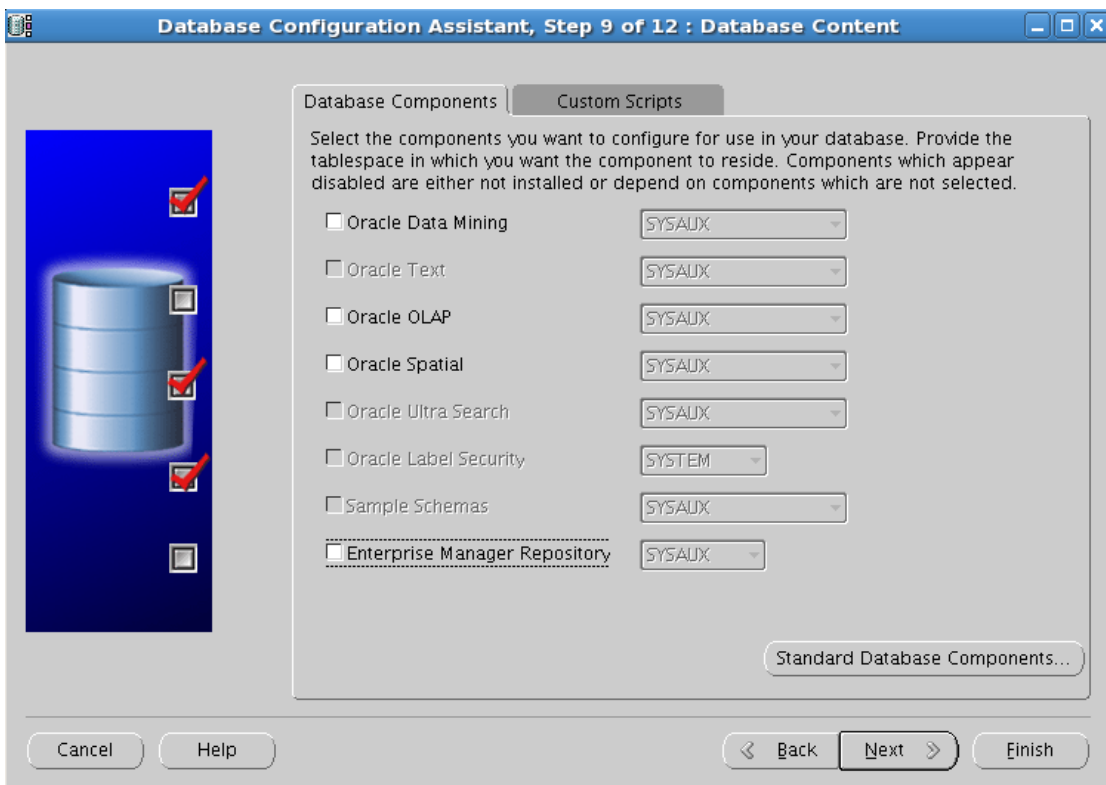 Database Configuration Assistant, Step 9 of 12 : Database Content
Database Components
Custom Scripts
Select the components you want to configure for use in your database. Provide the
tablespace in which you want the component to reside. Components which appear
disabled are either not installed or depend on components which are not selected.
Oracle Data Mining SYSAUX
Oracle Text SYSAUX
Oracle OLAP SYSAUX
Oracle Spatial SYSAUX
Oracle Ultra Search SYSAUX
Oracle Label Security SYSTEM
Sample Schemas SYSAUX
Enterprise Manager Repository SYSAUX
Standard Database Components...
Cancel Help Back Next Finish